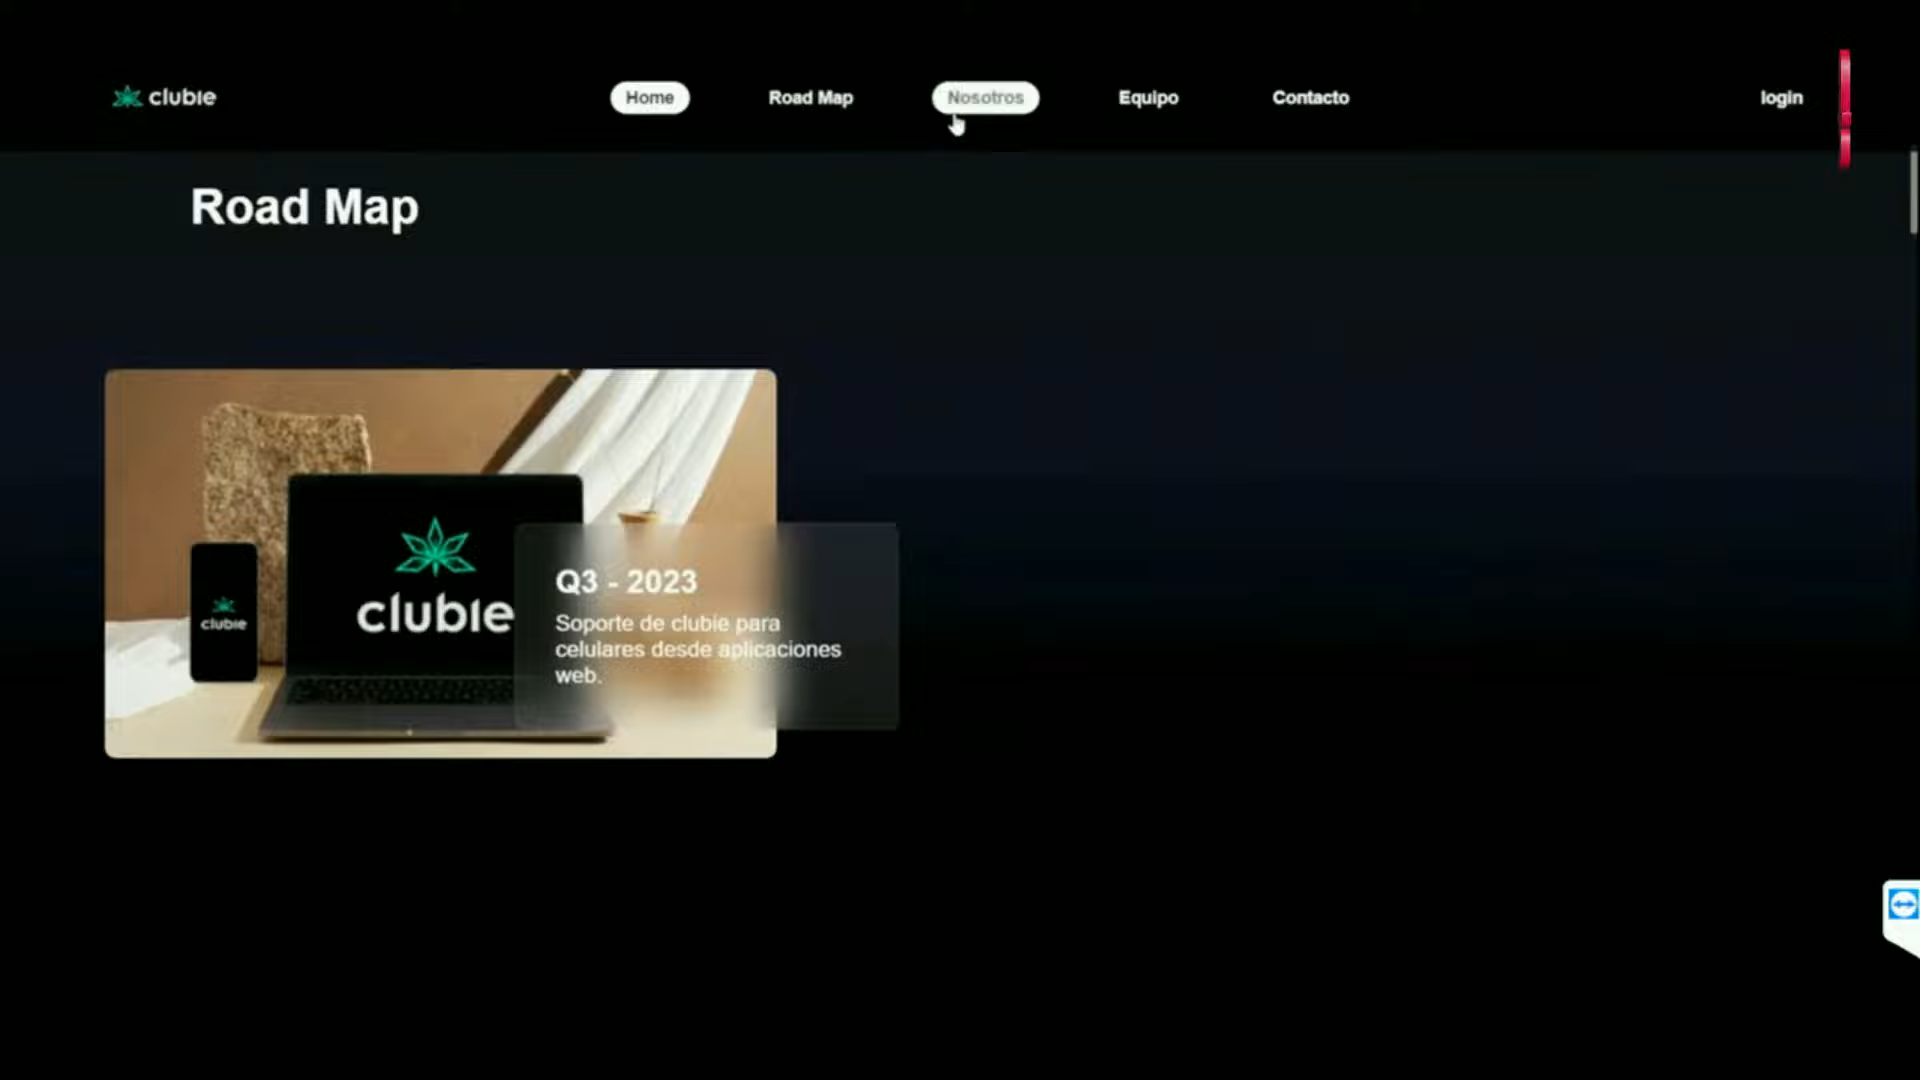 clubie
Home
Road Map
Nosotros
Equipo
Contacto
login
Road Map
clubie
clubie
Q3 - 2023
Soporte de clubie para
celulares desde aplicaciones
web.